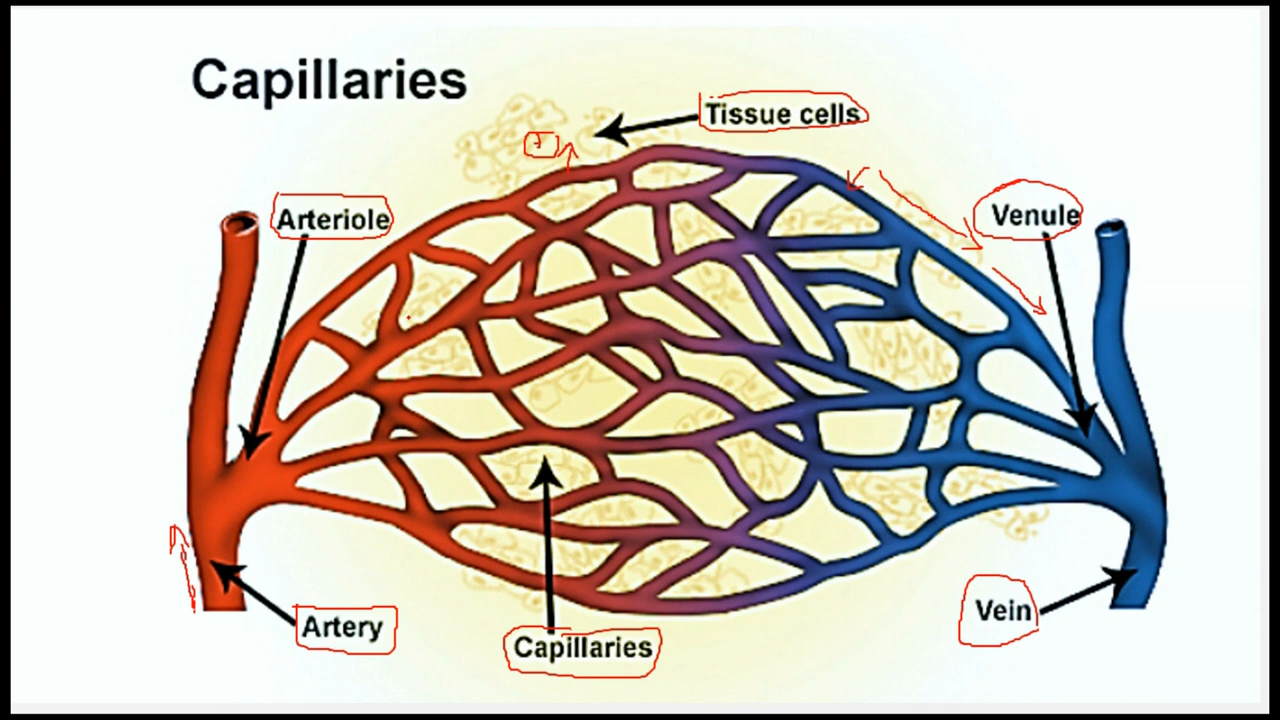 Capillaries
Tissue cells
Arteriole
Venule
Artery
Capillaries
Vein